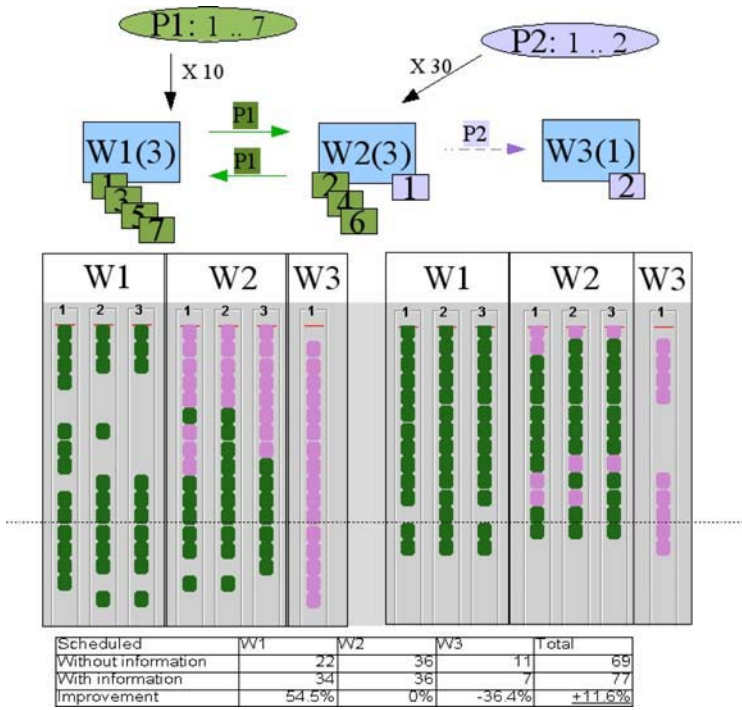 P1: 1 .. 7
P2: 1 .. 2
X 10
X 30
P1
P1
P2
W1(3)
W2(3)
W3(1)
1
3
5
7
2
4
6
1
2
W1 W2 W3 W1 W2 W3
1 2 3 1 2 3 1 1 2 3 1 2 3 1
Scheduled W1 W2 W3 Total
Without information 22 36 11 69
With information 34 36 7 77
Improvement 54.5% 0% -36.4% +11.6%